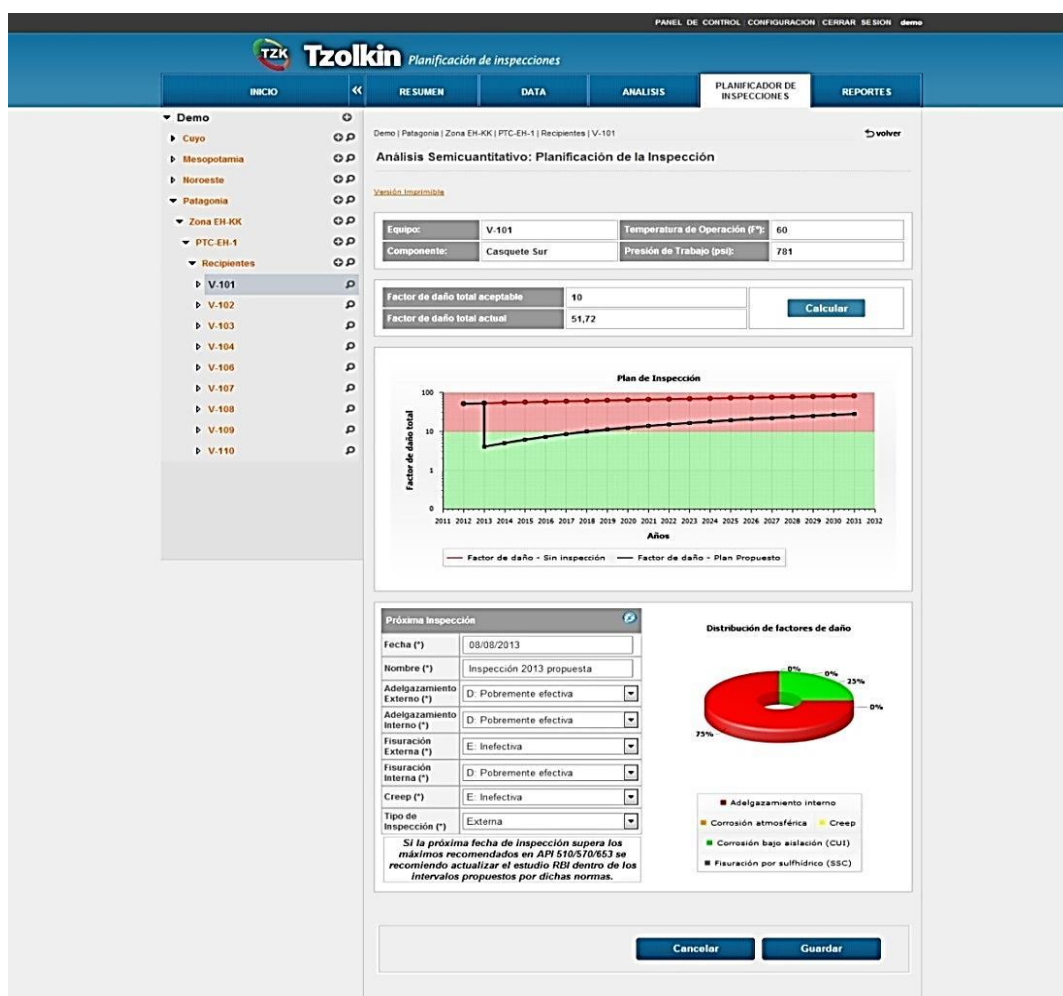 PANEL DE CONTROL | CONFIGURACION | CERRAR SESION demo
TZK Tzolkin Planificación de inspecciones
INICIO « RESUMEN DATA ANALISIS PLANIFICADOR DE INSPECCIONES REPORTES
Demo
Cuyo
Mesopotamia
Noroeste
Patagonia
Zona EH-KK
PTC-EH-1
Recipientes
V-101
V-102
V-103
V-104
V-106
V-107
V-108
V-109
V-110
Demo | Patagonia | Zona EH-KK | PTC-EH-1 | Recipientes | V-101 volver
Análisis Semicuantitativo: Planificación de la Inspección
Versión Imprimible
Equipo: V-101 Temperatura de Operación (Fº): 60
Componente: Casquete Sur Presión de Trabajo (psi): 781
Factor de daño total aceptable 10
Factor de daño total actual 51,72
Calcular
Plan de Inspección
Factor de daño total
100
10
1
0
2011 2012 2013 2014 2015 2016 2017 2018 2019 2020 2021 2022 2023 2024 2025 2026 2027 2028 2029 2030 2031 2032
Años
Factor de daño - Sin inspección Factor de daño - Plan Propuesto
Próxima Inspección
Fecha (*) 08/08/2013
Nombre (*) Inspección 2013 propuesta
Adelgazamiento Externo (*) D: Pobremente efectiva
Adelgazamiento Interno (*) D: Pobremente efectiva
Fisuración Externa (*) E: Inefectiva
Fisuración Interna (*) D: Pobremente efectiva
Creep (*) E: Inefectiva
Tipo de Inspección (*) Externa
Si la próxima fecha de inspección supera los
máximos recomendados en API 510/570/653 se
recomiendo actualizar el estudio RBI dentro de los
intervalos propuestos por dichas normas.
Distribución de factores de daño
0%
0%
25%
0%
75%
Adelgazamiento interno
Corrosión atmosférica Creep
Corrosión bajo aislación (CUI)
Fisuración por sulfhídrico (SSC)
Cancelar Guardar